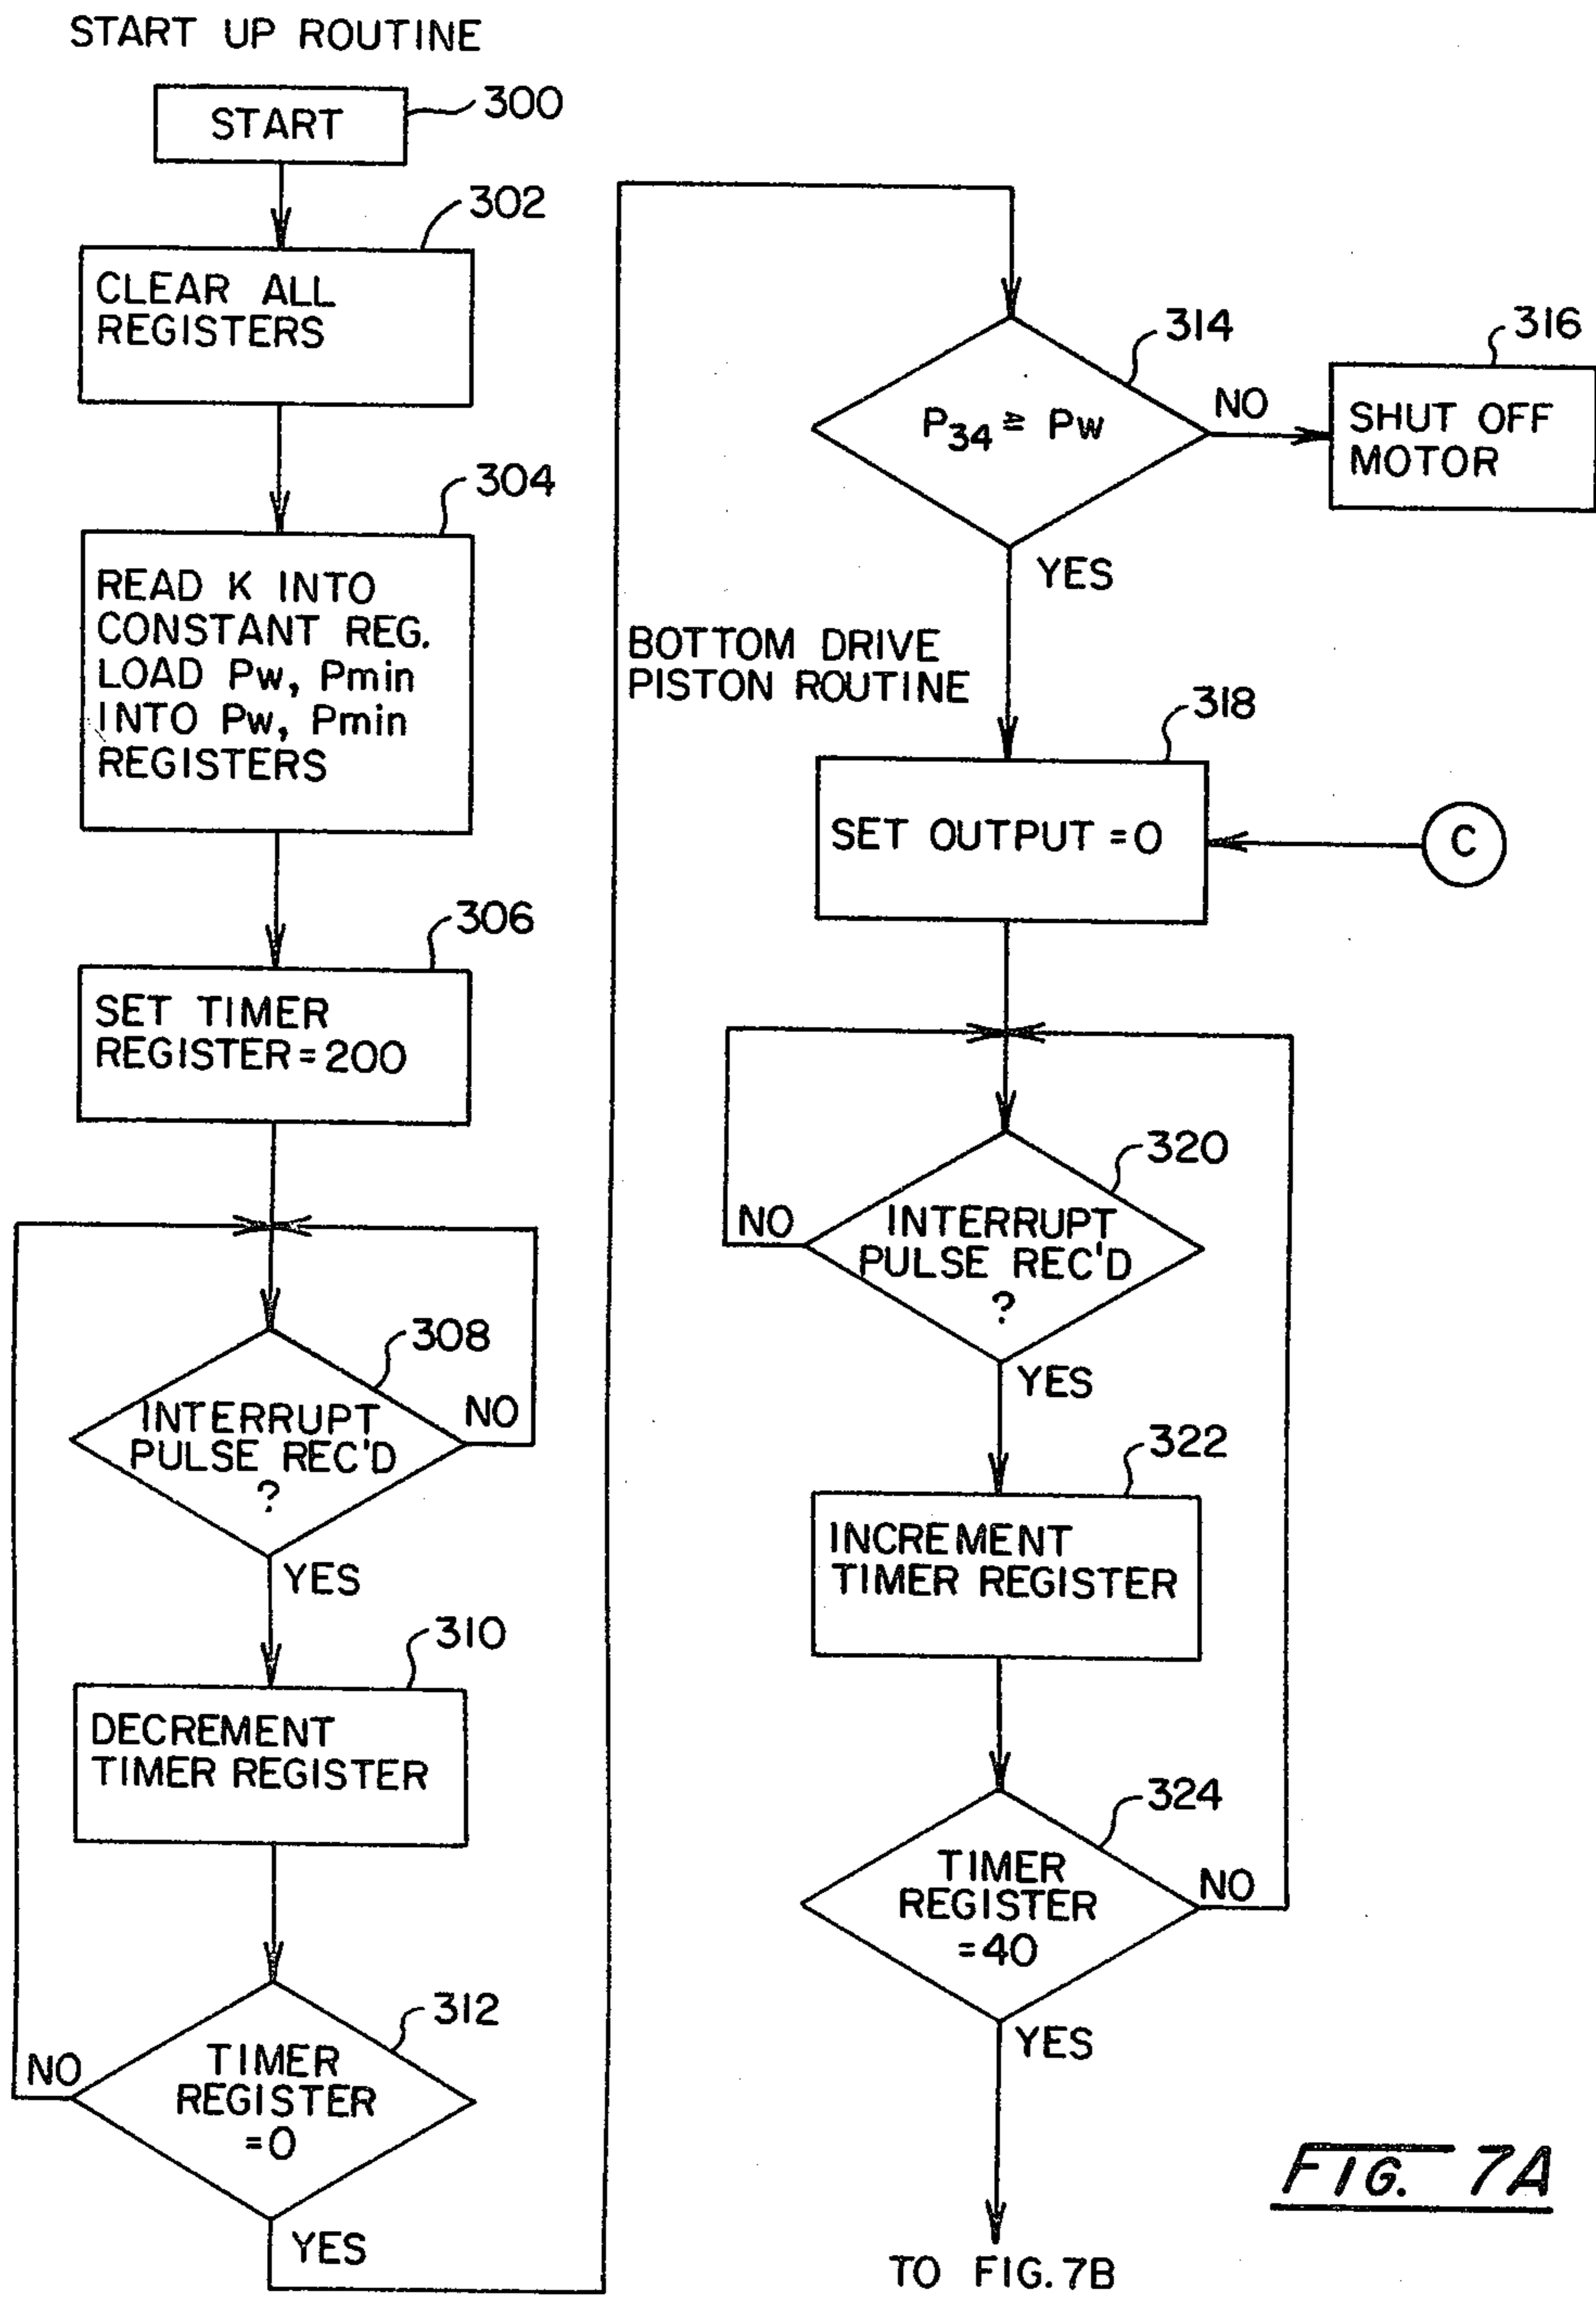 START UP ROUTINE
START
300
302
CLEAR ALL
REGISTERS
304
READ K INTO
CONSTANT REG.
LOAD Pw, Pmin
INTO Pw, Pmin
REGISTERS
306
SET TIMER
REGISTER=200
308
INTERRUPT
PULSE REC'D
?
NO
YES
310
DECREMENT
TIMER REGISTER
312
TIMER
REGISTER
=0
NO
YES
314
P34 ≥ Pw
NO
316
SHUT OFF
MOTOR
YES
BOTTOM DRIVE
PISTON ROUTINE
318
SET OUTPUT =0
C
320
INTERRUPT
PULSE REC'D
?
NO
YES
322
INCREMENT
TIMER REGISTER
324
TIMER
REGISTER
=40
NO
YES
TO FIG. 7B
FIG. 7A